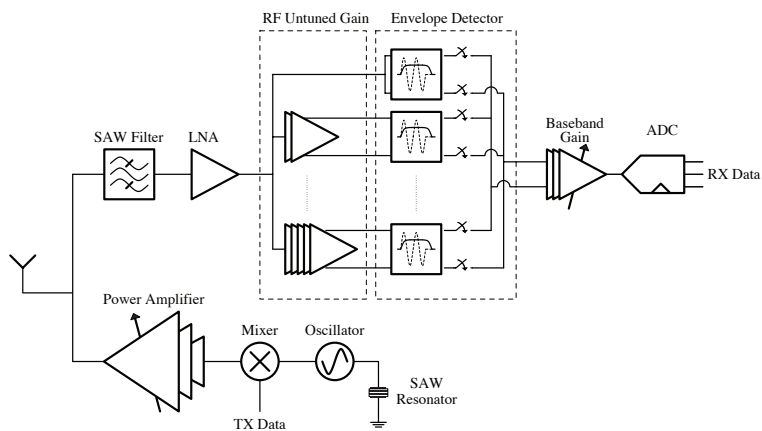 RF Untuned Gain
Envelope Detector
SAW Filter
LNA
Baseband
Gain
ADC
RX Data
Power Amplifier
Mixer
Oscillator
SAW
Resonator
TX Data